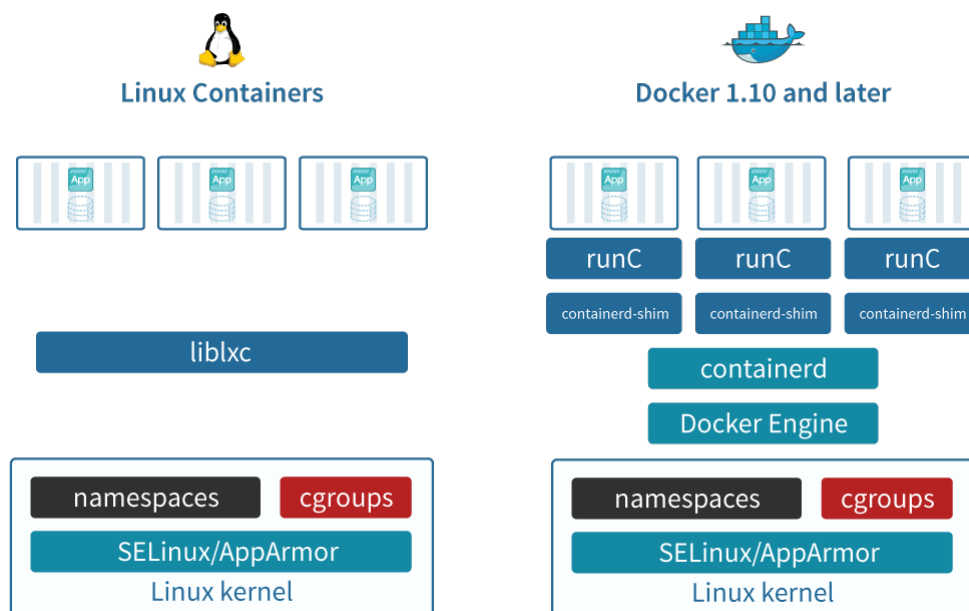 Linux Containers
App
App
App
liblxc
namespaces
cgroups
SELinux/AppArmor
Linux kernel
Docker 1.10 and later
App
App
App
runC
runC
runC
containerd-shim
containerd-shim
containerd-shim
containerd
Docker Engine
namespaces
cgroups
SELinux/AppArmor
Linux kernel